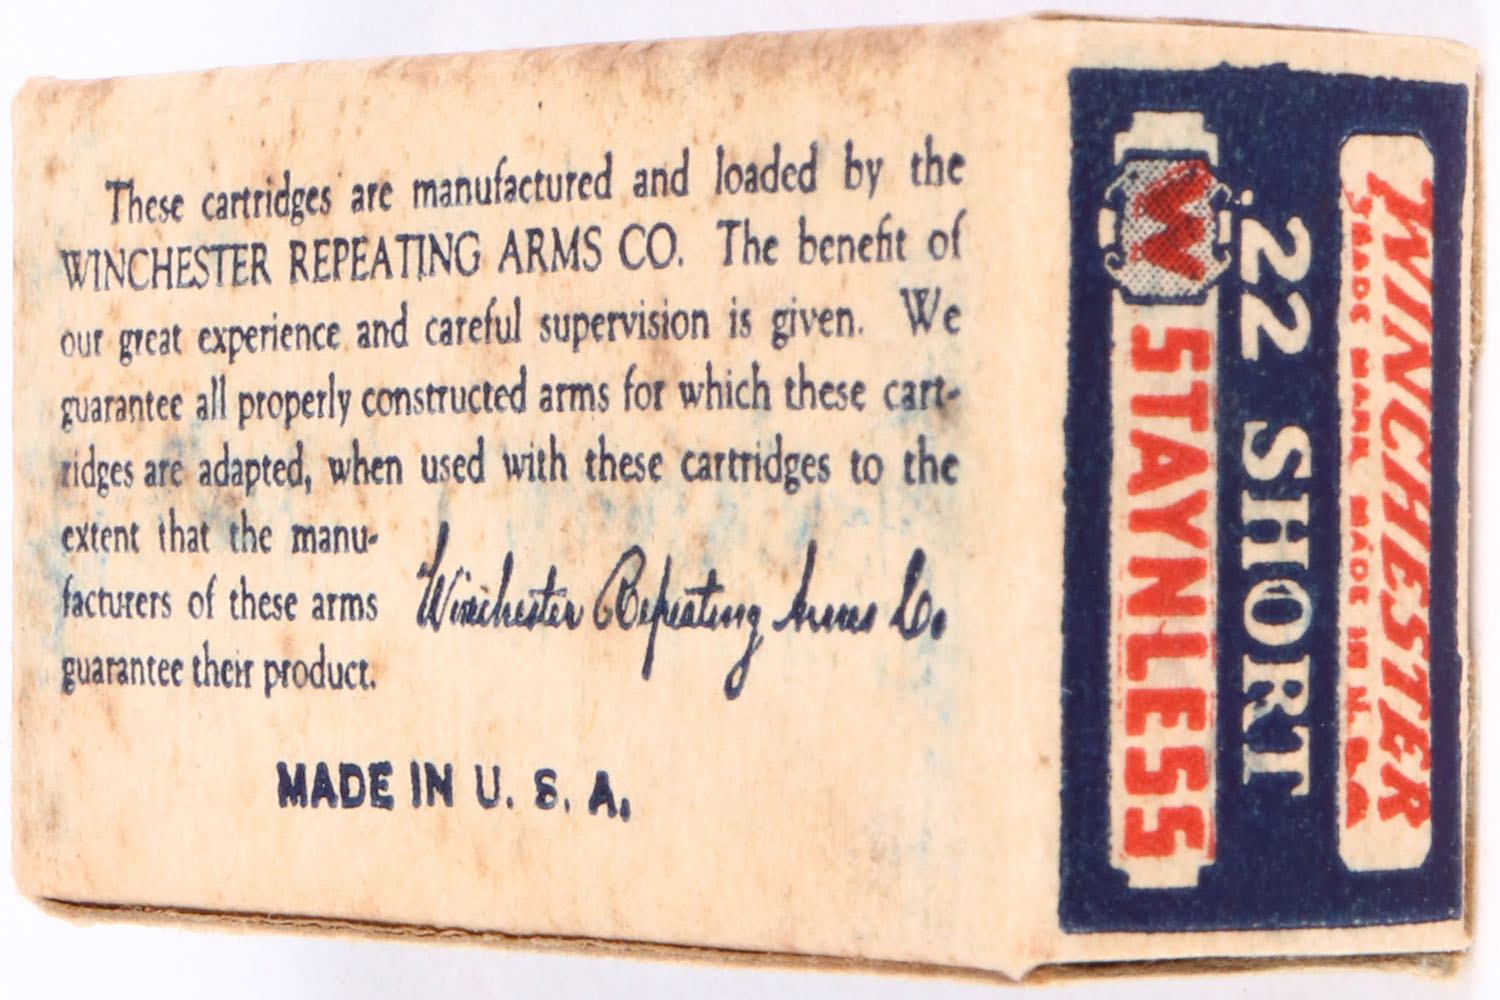 These cartridges are manufactured and loaded by the
WINCHESTER REPEATING ARMS CO. The benefit of
our great experience and careful supervision is given. We
guarantee all properly constructed arms for which these cart-
ridges are adapted, when used with these cartridges to the
extent that the manu-
facturers of these arms
guarantee their product.
Winchester Repeating Arms Co.
MADE IN U. S. A.
WINCHESTER
TRADE MARK MADE IN U.S.A.
.22 SHORT
W STAYNLESS